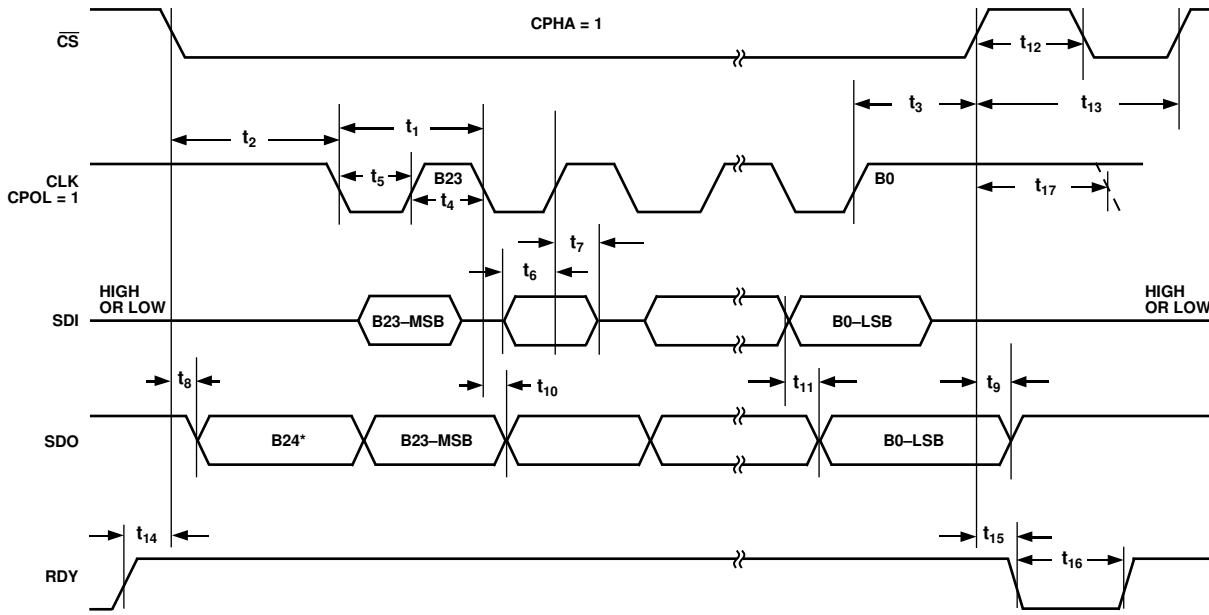 CPHA = 1
CS
t12
t3
t13
t1
t2
CLK
CPOL = 1
t5
B23
t4
B0
t17
t7
t6
HIGH
OR LOW
SDI
B23–MSB
B0–LSB
HIGH
OR LOW
t8
t10
t11
t9
SDO
B24*
B23–MSB
B0–LSB
t14
t15
t16
RDY